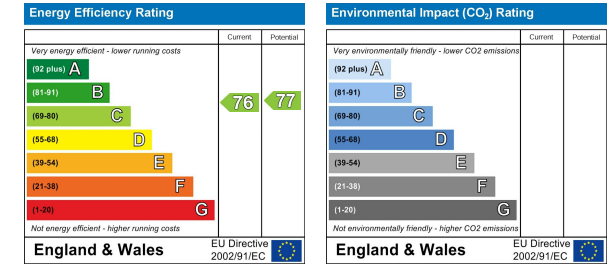 Energy Efficiency Rating
Current Potential
Very energy efficient - lower running costs
(92 plus) A
(81-91) B
(69-80) C
76 77
(55-68) D
(39-54) E
(21-38) F
(1-20) G
Not energy efficient - higher running costs
England & Wales
EU Directive
2002/91/EC
Environmental Impact (CO2) Rating
Current Potential
Very environmentally friendly - lower CO2 emissions
(92 plus) A
(81-91) B
(69-80) C
(55-68) D
(39-54) E
(21-38) F
(1-20) G
Not environmentally friendly - higher CO2 emissions
England & Wales
EU Directive
2002/91/EC